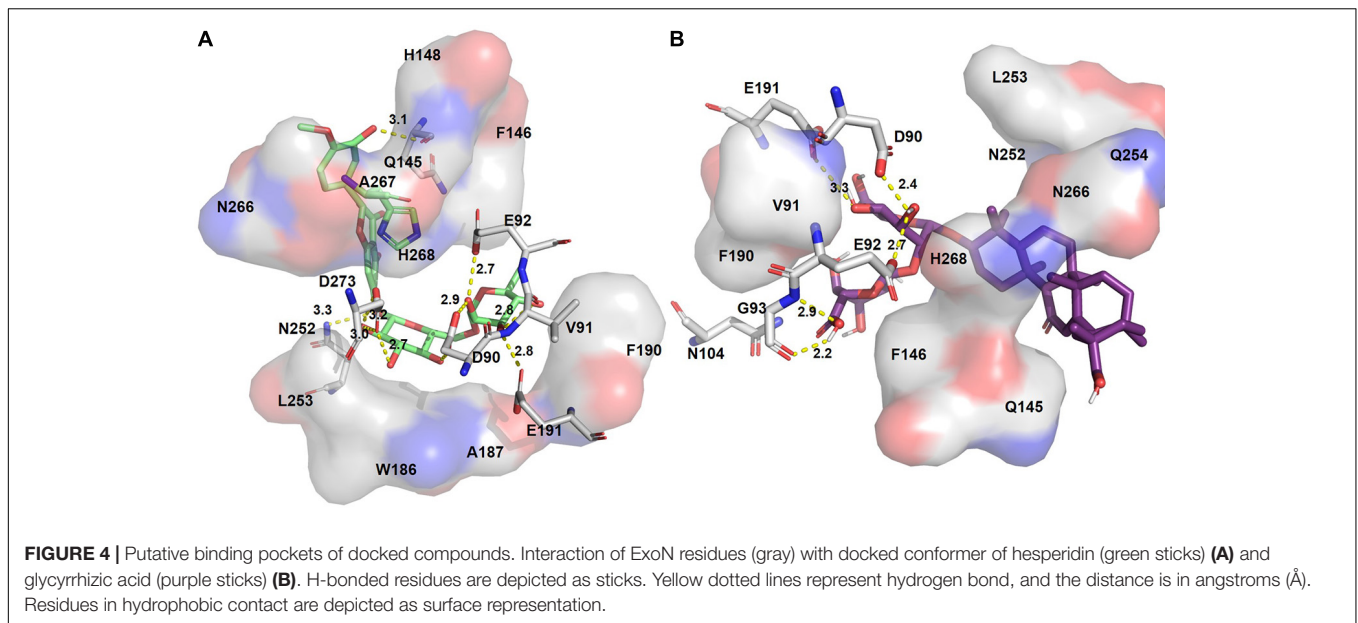 A
B
H148
L253
E191
3.1
F146
D90
Q145
N252
Q254
A267
2.4
N266
N266
3.3
V91
E92
E92
2.7
H268
H268
F190
2.7
D273
G93
2.9
2.8
2.9
3.3
3.2
N252
V91
3.0
N104
2.2
2.7
D90
2.8
F190
F146
L253
Q145
E191
A187
W186
FIGURE 4 | Putative binding pockets of docked compounds. Interaction of ExoN residues (gray) with docked conformer of hesperidin (green sticks) (A) and
glycyrrhizic acid (purple sticks) (B). H-bonded residues are depicted as sticks. Yellow dotted lines represent hydrogen bond, and the distance is in angstroms (Å).
Residues in hydrophobic contact are depicted as surface representation.